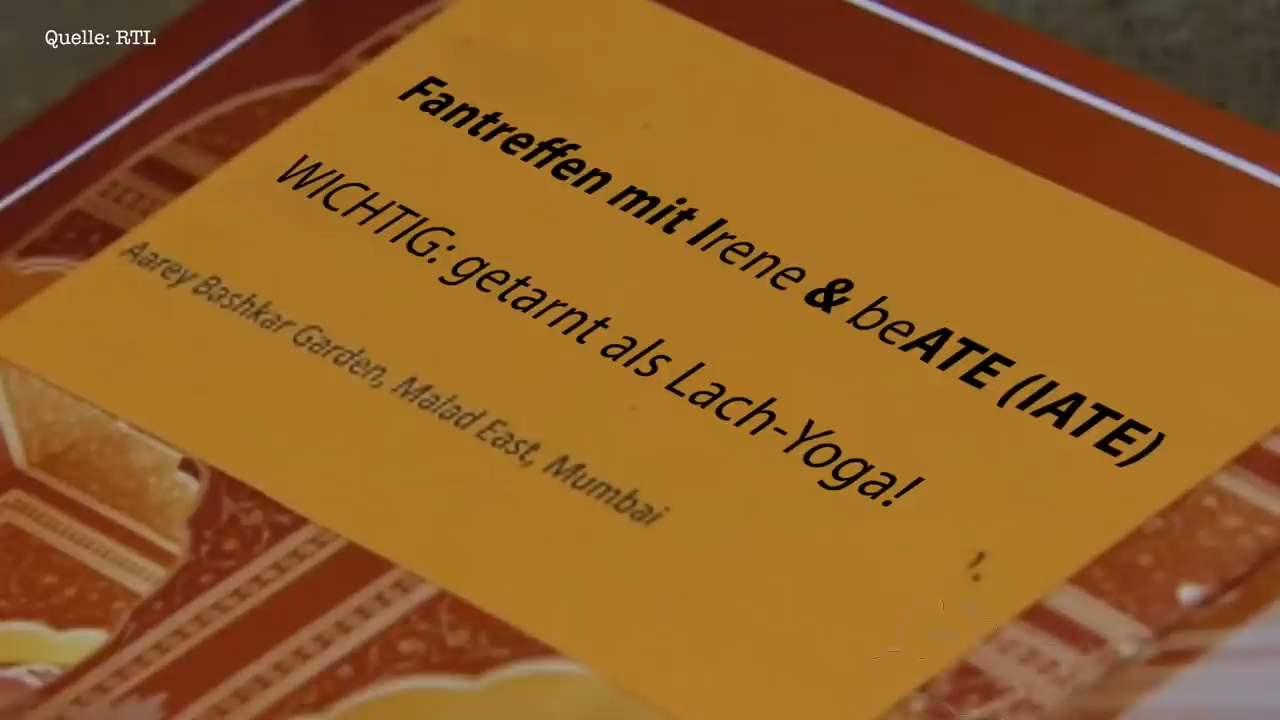 Quelle: RTL
Fantreffen mit Irene & beATE (IATE)
WICHTIG: getarnt als Lach-Yoga!
Aarey Bashkar Garden, Malad East, Mumbai